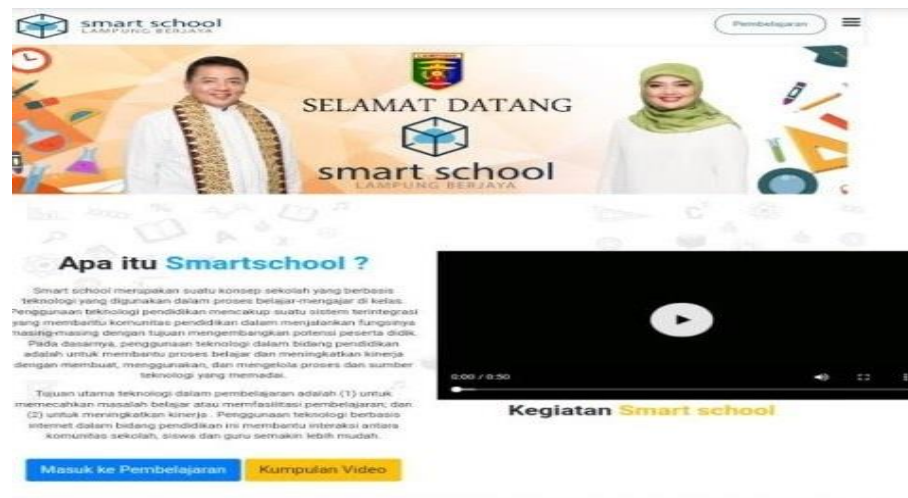 smart school
LAMPUNG BERJAYA
Pembelajaran
LAMPUNG
SELAMAT DATANG
smart school
LAMPUNG BERJAYA
Apa itu Smartschool ?
Smart school merupakan suatu konsep sekolah yang berbasis
teknologi yang digunakan dalam proses belajar-mengajar di kelas.
Penggunaan teknologi pendidikan mencakup suatu sistem terintegrasi
yang membantu komunitas pendidikan dalam menjalankan fungsinya
masing-masing dengan tujuan mengembangkan potensi peserta didik.
Pada dasarnya, penggunaan teknologi dalam bidang pendidikan
adalah untuk membantu proses belajar dan meningkatkan kinerja
dengan membuat, menggunakan, dan mengelola proses dan sumber
teknologi yang memadai.
Tujuan utama teknologi dalam pembelajaran adalah (1) untuk
memecahkan masalah belajar atau memfasilitasi pembelajaran; dan
(2) untuk meningkatkan kinerja . Penggunaan teknologi berbasis
internet dalam bidang pendidikan ini membantu interaksi antara
komunitas sekolah, siswa dan guru semakin lebih mudah.
0:00 / 0:50
Kegiatan Smart school
Masuk ke Pembelajaran
Kumpulan Video